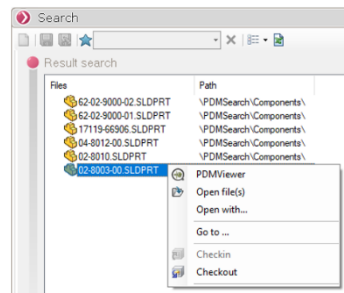 Search
Result search
Files Path
62-02-9000-02.SLDPRT \PDMSearch\Components\
62-02-9000-01.SLDPRT \PDMSearch\Components\
17119-66906.SLDPRT \PDMSearch\Components\
04-8012-00.SLDPRT \PDMSearch\Components\
02-8010.SLDPRT \PDMSearch\Components\
02-8003-00.SLDPRT
PDMViewer
Open file(s)
Open with...
Go to ...
Checkin
Checkout